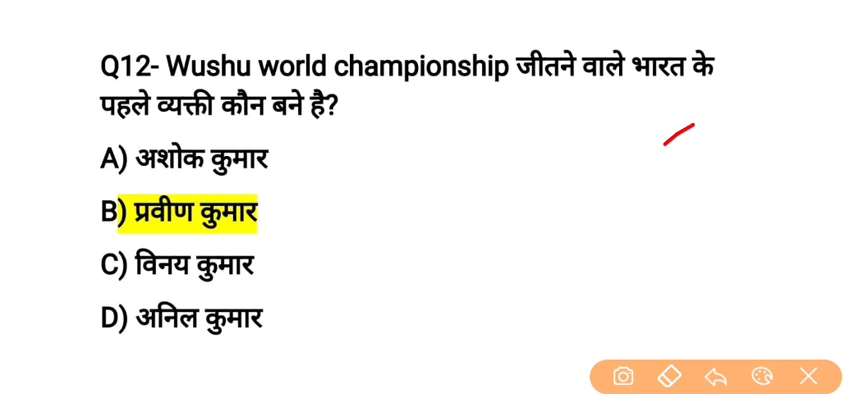 Q12- Wushu world championship जीतने वाले भारत के
पहले व्यक्ती कौन बने है?
A) अशोक कुमार
B) प्रवीण कुमार
C) विनय कुमार
D) अनिल कुमार